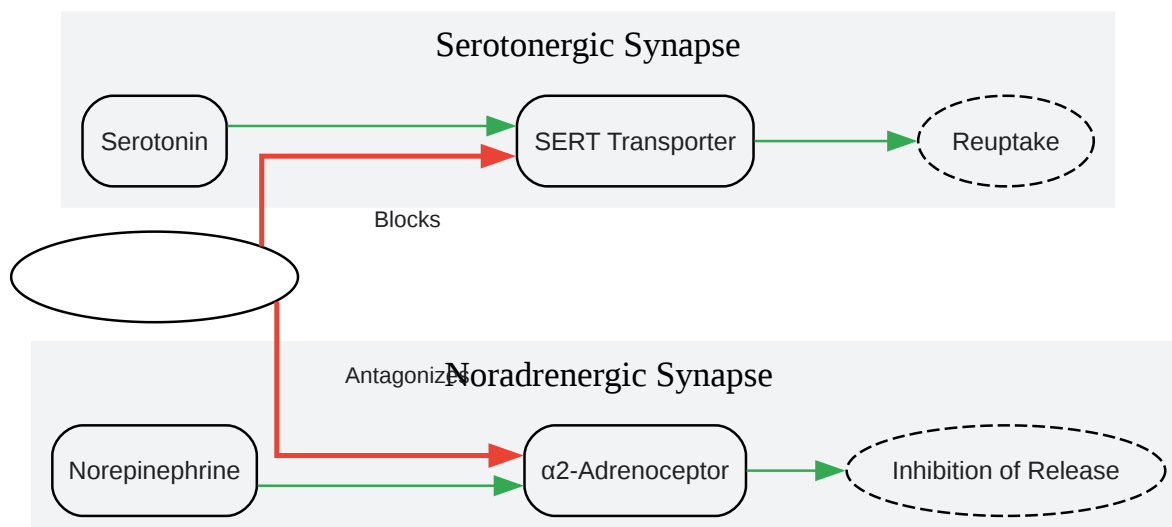 Serotonergic Synapse
Serotonin
SERT Transporter
Reuptake
Blocks
Antagonizes
Noradrenergic Synapse
Norepinephrine
α2-Adrenoceptor
Inhibition of Release